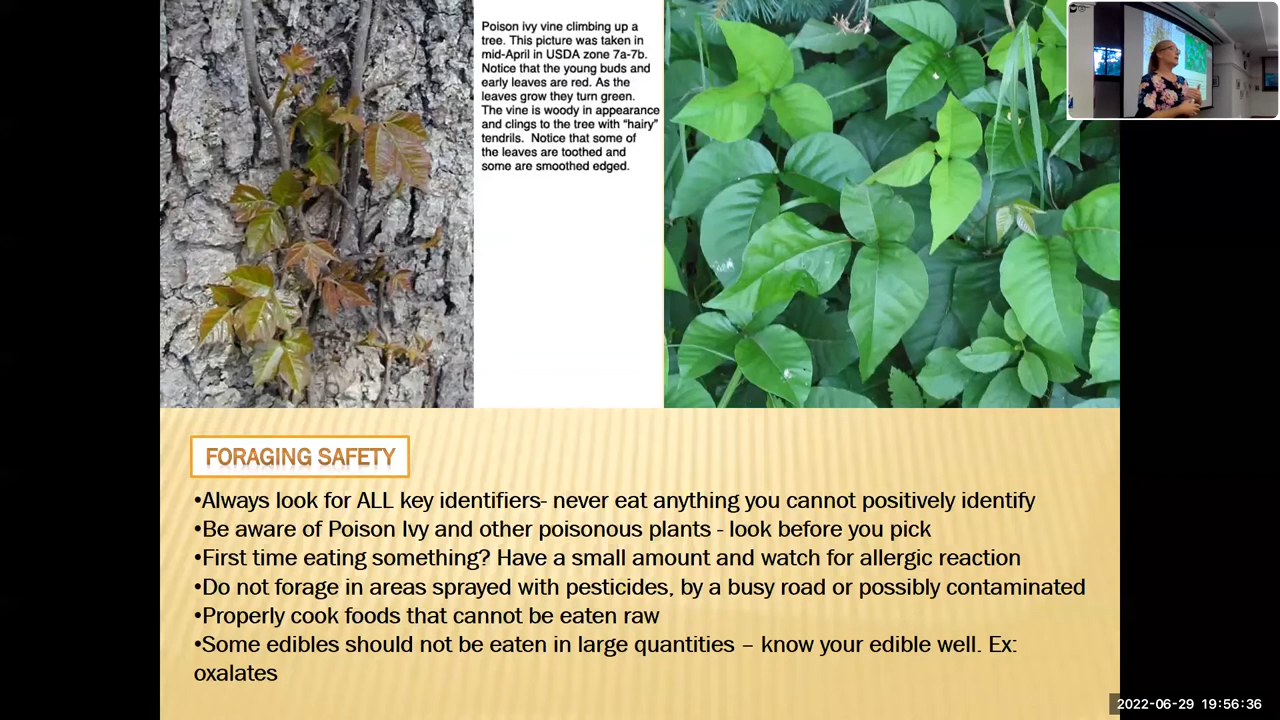 Poison ivy vine climbing up a
tree. This picture was taken in
mid-April in USDA zone 7a-7b.
Notice that the young buds and
early leaves are red. As the
leaves grow they turn green.
The vine is woody in appearance
and clings to the tree with “hairy”
tendrils.  Notice that some of
the leaves are toothed and
some are smoothed edged.
FORAGING SAFETY
•Always look for ALL key identifiers- never eat anything you cannot positively identify
•Be aware of Poison Ivy and other poisonous plants - look before you pick
•First time eating something? Have a small amount and watch for allergic reaction
•Do not forage in areas sprayed with pesticides, by a busy road or possibly contaminated
•Properly cook foods that cannot be eaten raw
•Some edibles should not be eaten in large quantities – know your edible well. Ex:
oxalates
2022-06-29 19:56:36